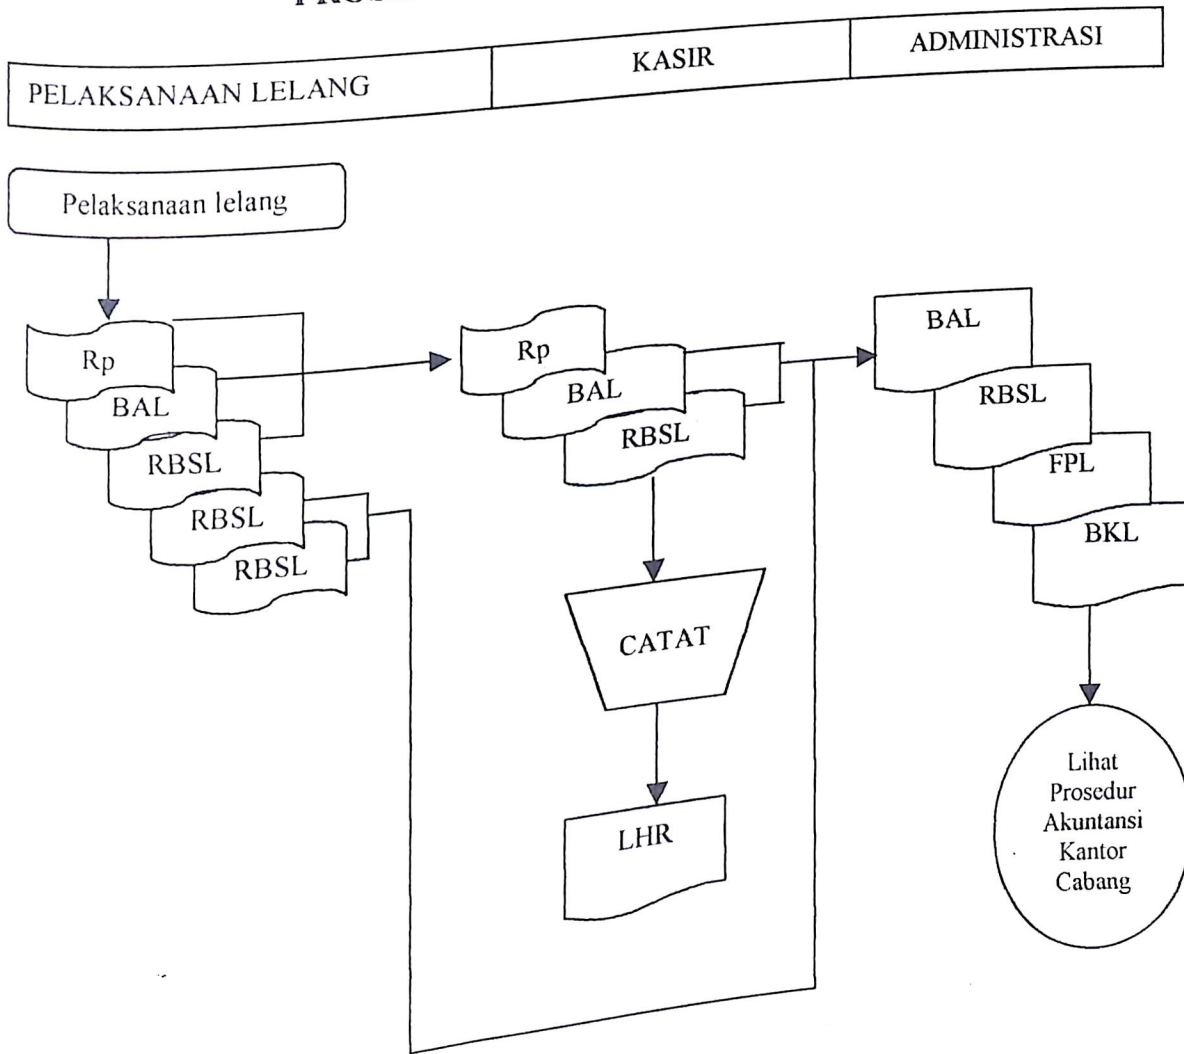 PELAKSANAAN LELANG
KASIR
ADMINISTRASI
Pelaksanaan lelang
Rp
BAL
RBSL
RBSL
RBSL
Rp
BAL
RBSL
CATAT
LHR
BAL
RBSL
FPL
BKL
Lihat
Prosedur
Akuntansi
Kantor
Cabang